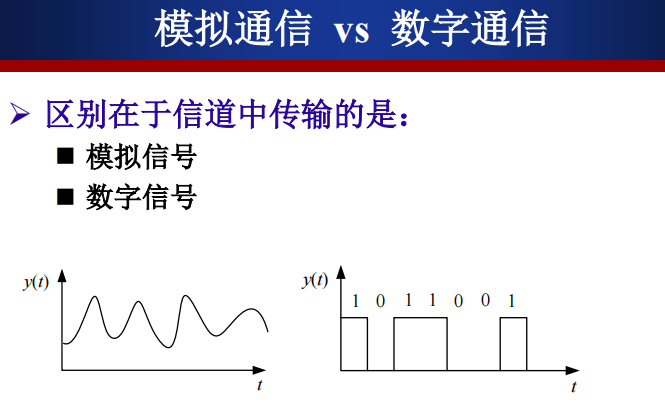 模拟通信 vs 数字通信
区别在于信道中传输的是：
模拟信号
数字信号
y(t)
t
y(t)
1 0 1 1 0 0 1
t